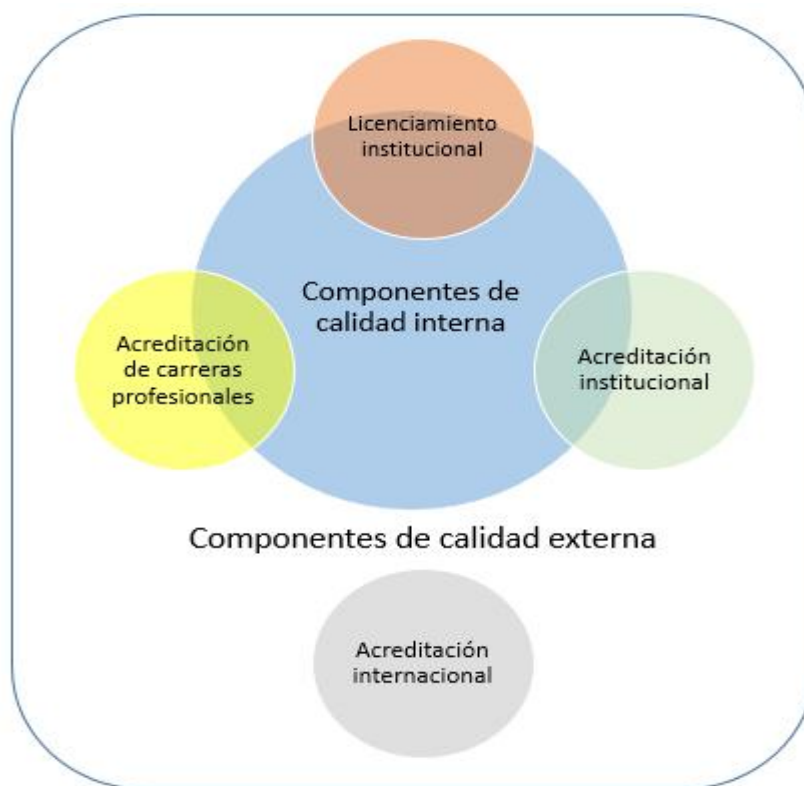 Licenciamiento
institucional
Componentes de
calidad interna
Acreditación
de carreras
profesionales
Acreditación
institucional
Componentes de calidad externa
Acreditación
internacional